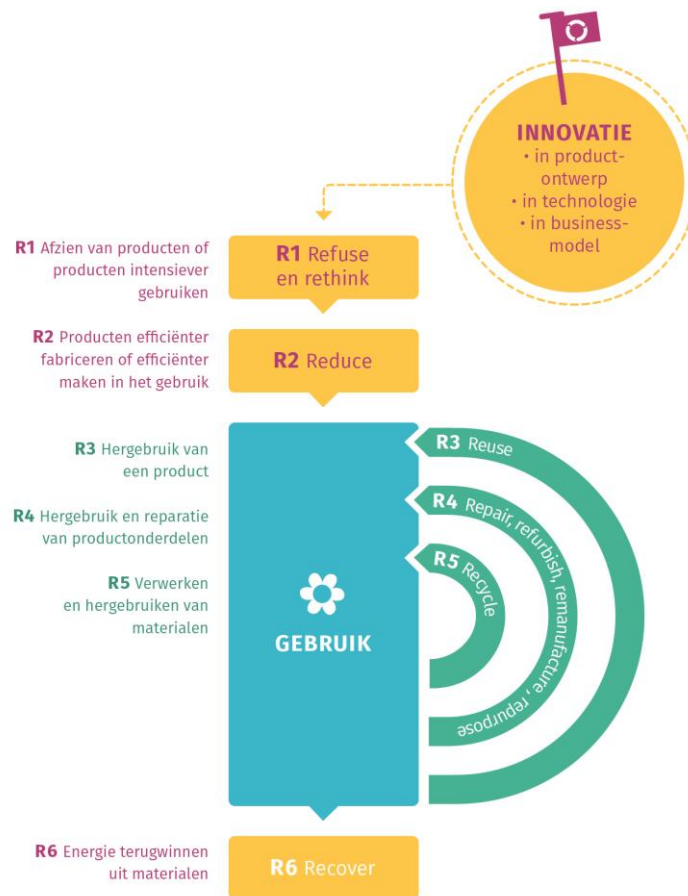 INNOVATIE
• in product-
ontwerp
• in technologie
• in business-
model
R1 Afzien van producten of
producten intensiever
gebruiken
R1 Refuse
en rethink
R2 Producten efficiënter
fabriceren of efficiënter
maken in het gebruik
R2 Reduce
R3 Hergebruik van
een product
R3 Reuse
R4 Hergebruik en reparatie
van productonderdelen
R4 Repair, refurbish, remanufacture, repurpose
R5 Verwerken
en hergebruiken van
materialen
R5 Recycle
GEBRUIK
R6 Energie terugwinnen
uit materialen
R6 Recover